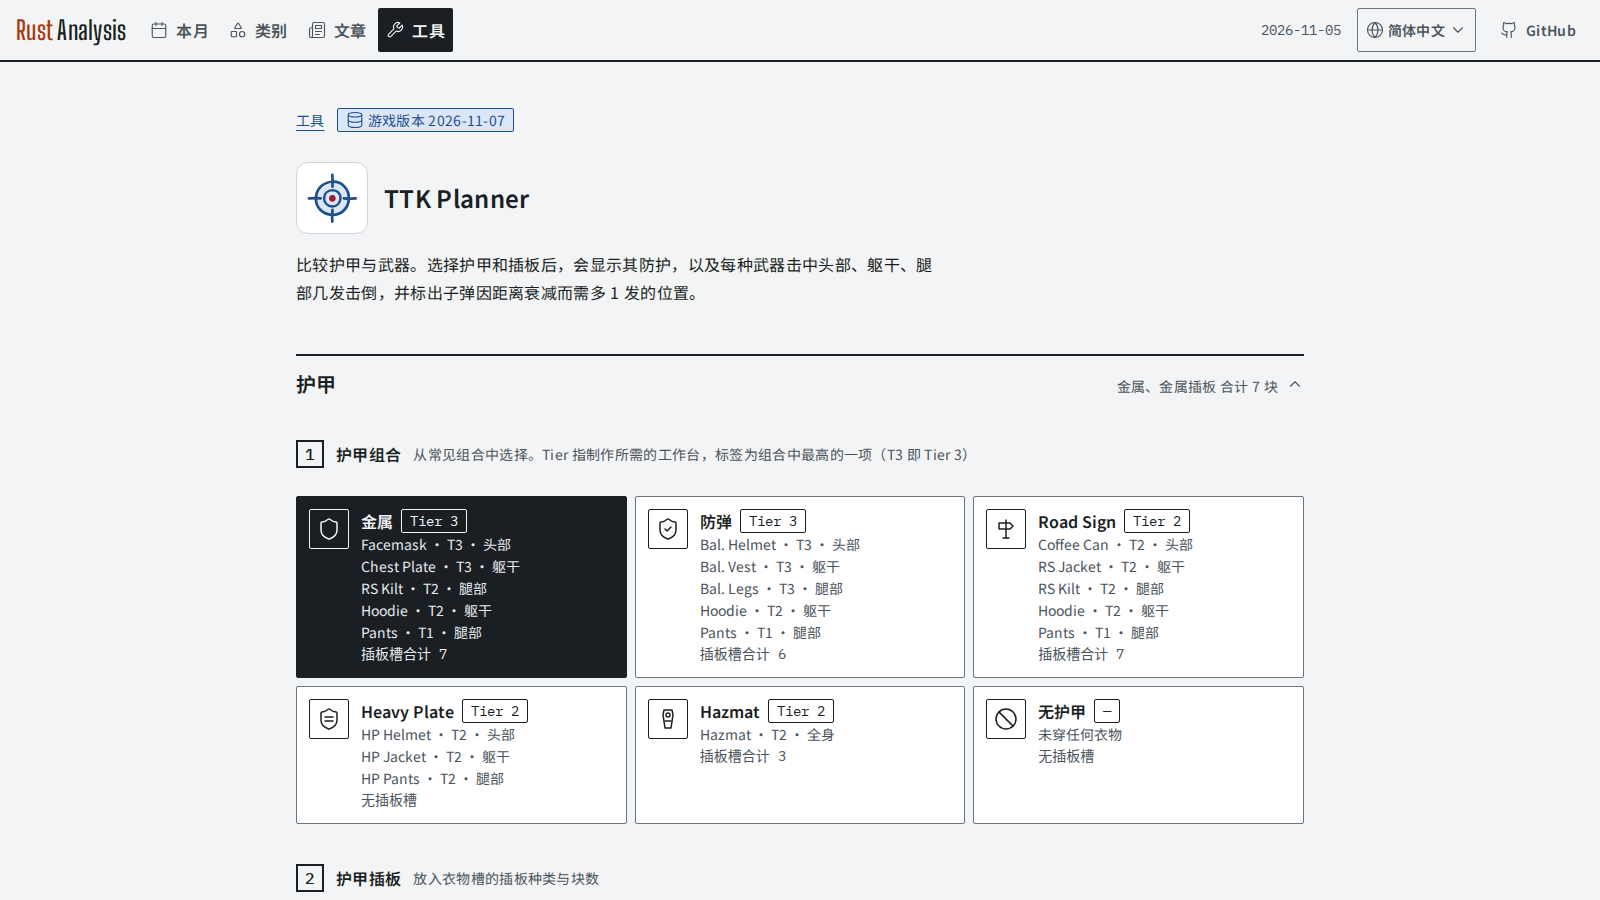 Rust Analysis
本月
类别
文章
工具
2026-11-05
简体中文
GitHub
工具
游戏版本 2026-11-07
TTK Planner
比较护甲与武器。选择护甲和插板后，会显示其防护，以及每种武器击中头部、躯干、腿
部几发击倒，并标出子弹因距离衰减而需多 1 发的位置。
护甲
金属、金属插板 合计 7 块
1 护甲组合 从常见组合中选择。Tier 指制作所需的工作台，标签为组合中最高的一项（T3 即 Tier 3）
金属 Tier 3
Facemask • T3 • 头部
Chest Plate • T3 • 躯干
RS Kilt • T2 • 腿部
Hoodie • T2 • 躯干
Pants • T1 • 腿部
插板槽合计 7
防弹 Tier 3
Bal. Helmet • T3 • 头部
Bal. Vest • T3 • 躯干
Bal. Legs • T3 • 腿部
Hoodie • T2 • 躯干
Pants • T1 • 腿部
插板槽合计 6
Road Sign Tier 2
Coffee Can • T2 • 头部
RS Jacket • T2 • 躯干
RS Kilt • T2 • 腿部
Hoodie • T2 • 躯干
Pants • T1 • 腿部
插板槽合计 7
Heavy Plate Tier 2
HP Helmet • T2 • 头部
HP Jacket • T2 • 躯干
HP Pants • T2 • 腿部
无插板槽
Hazmat Tier 2
Hazmat • T2 • 全身
插板槽合计 3
无护甲 —
未穿任何衣物
无插板槽
2 护甲插板 放入衣物槽的插板种类与块数